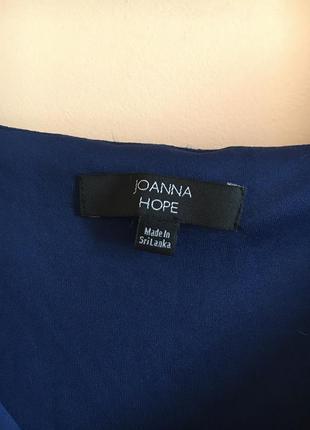 JOANNA
HOPE
Made In
Sri Lanka